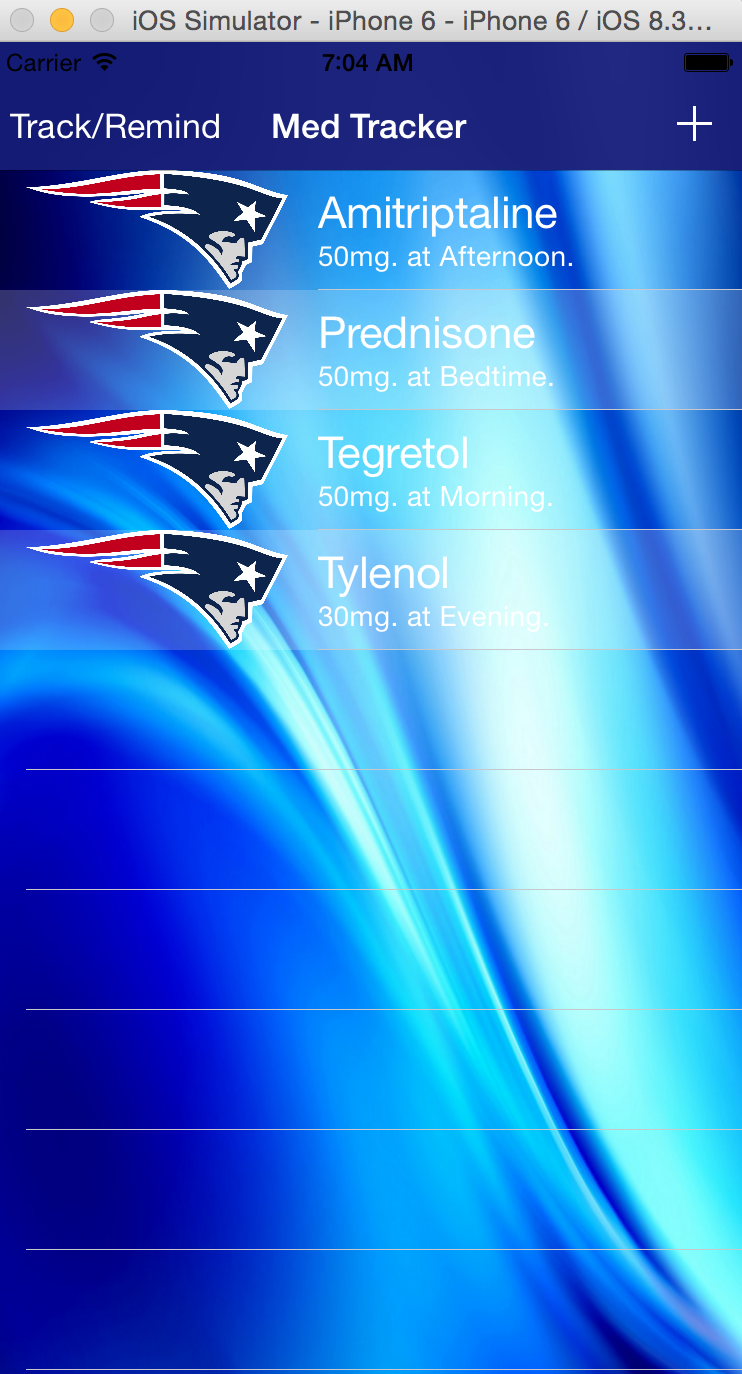 iOS Simulator - iPhone 6 - iPhone 6 / iOS 8.3...
Carrier 7:04 AM
Track/Remind Med Tracker +
Amitriptaline
50mg. at Afternoon.
Prednisone
50mg. at Bedtime.
Tegretol
50mg. at Morning.
Tylenol
30mg. at Evening.